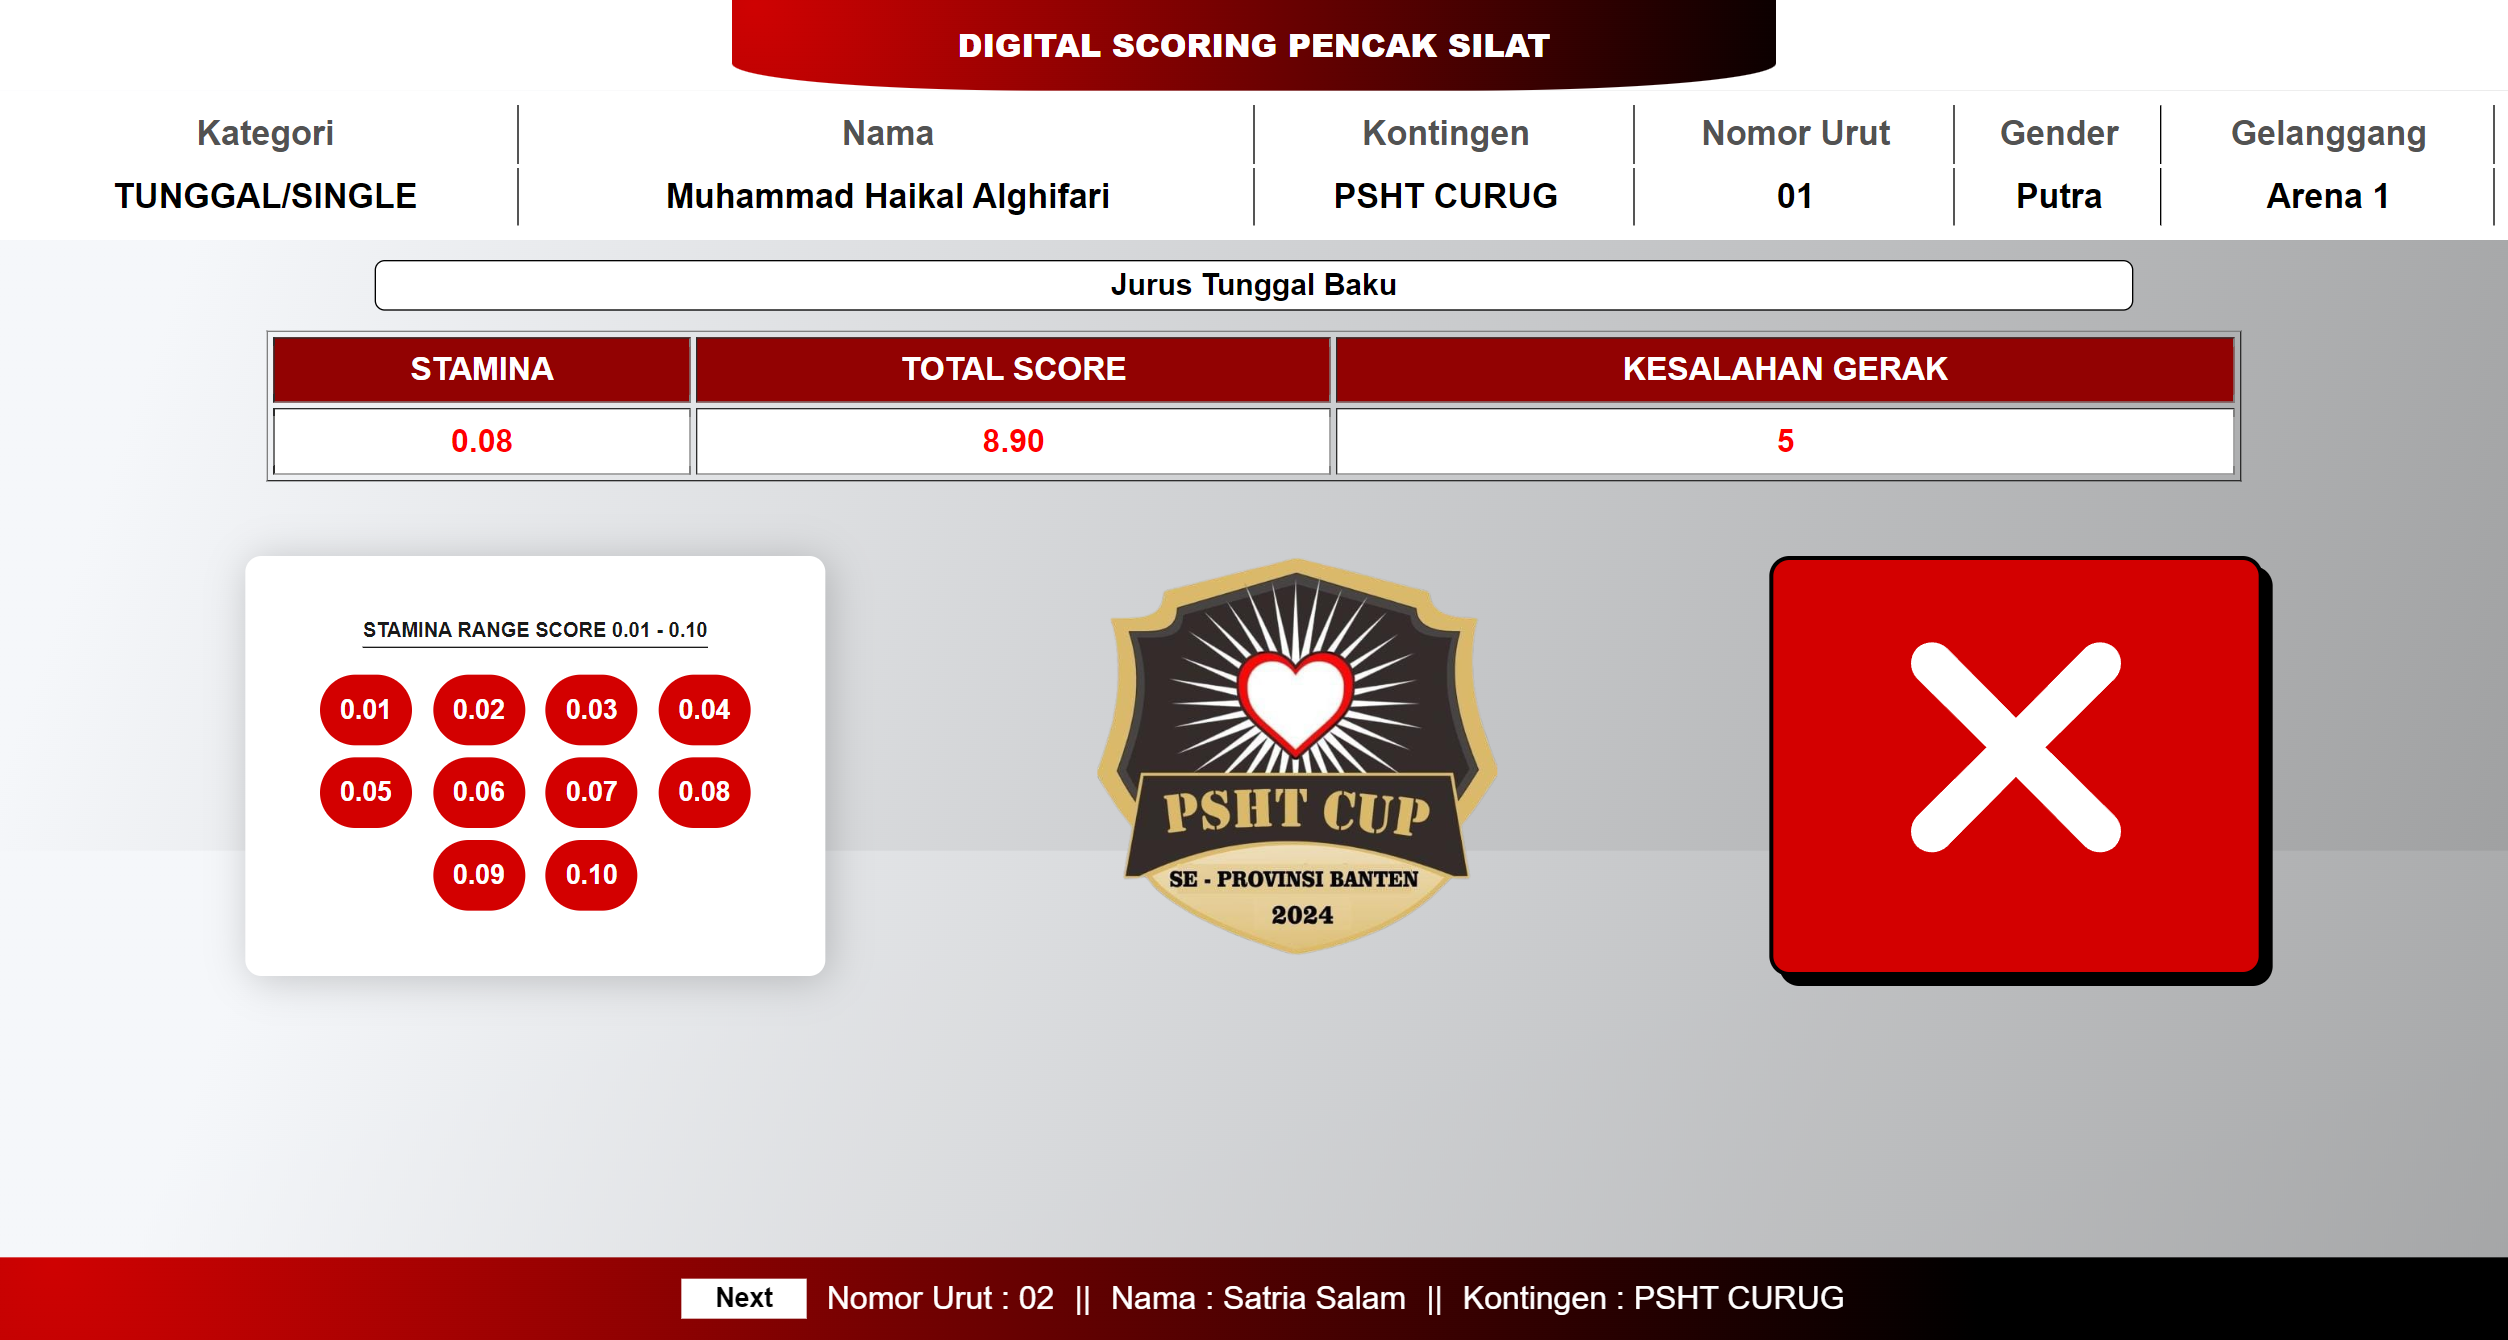 DIGITAL SCORING PENCAK SILAT
Kategori Nama Kontingen Nomor Urut Gender Gelanggang
TUNGGAL/SINGLE Muhammad Haikal Alghifari PSHT CURUG 01 Putra Arena 1
Jurus Tunggal Baku
STAMINA TOTAL SCORE KESALAHAN GERAK
0.08 8.90 5
STAMINA RANGE SCORE 0.01 - 0.10
0.01 0.02 0.03 0.04
0.05 0.06 0.07 0.08
0.09 0.10
PSHT CUP
SE - PROVINSI BANTEN
2024
Next Nomor Urut : 02 || Nama : Satria Salam || Kontingen : PSHT CURUG